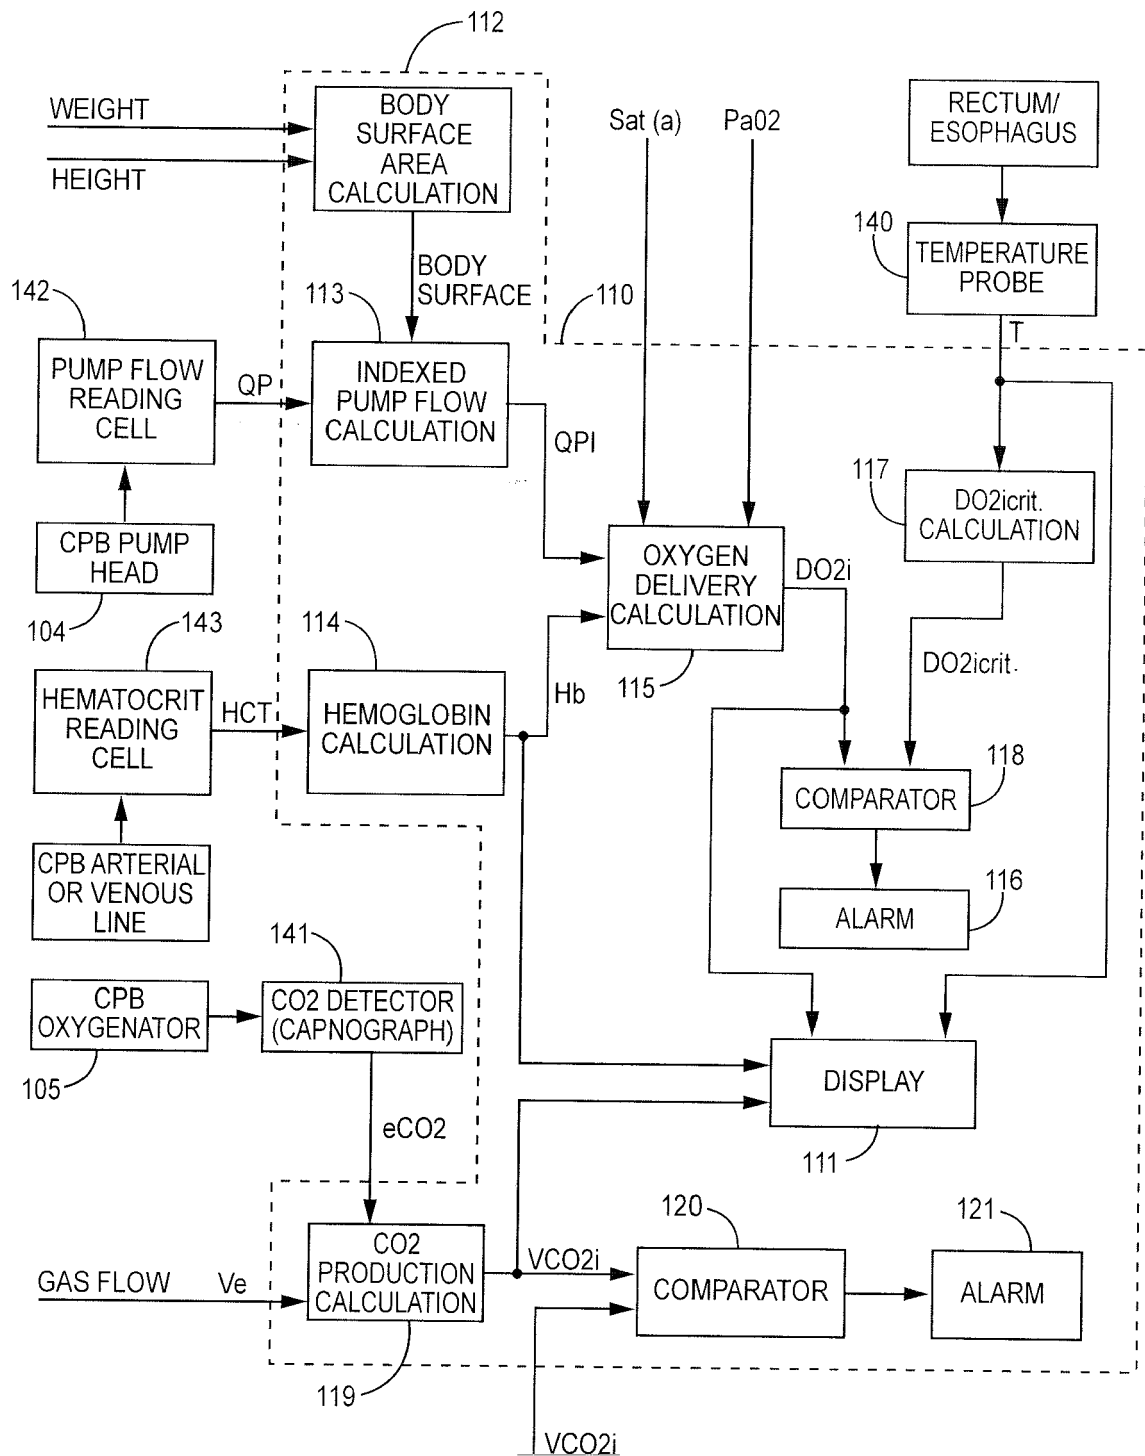 112
WEIGHT
HEIGHT
BODY
SURFACE
AREA
CALCULATION
Sat (a)
Pa02
RECTUM/
ESOPHAGUS
140
TEMPERATURE
PROBE
T
BODY
SURFACE
142
113
110
PUMP FLOW
READING
CELL
QP
INDEXED
PUMP FLOW
CALCULATION
QPI
117
DO2icrit.
CALCULATION
CPB PUMP
HEAD
104
OXYGEN
DELIVERY
CALCULATION
DO2i
115
DO2icrit.
143
114
HEMATOCRIT
READING
CELL
HCT
HEMOGLOBIN
CALCULATION
Hb
118
COMPARATOR
CPB ARTERIAL
OR VENOUS
LINE
116
ALARM
141
CPB
OXYGENATOR
105
CO2 DETECTOR
(CAPNOGRAPH)
eCO2
DISPLAY
111
120
121
CO2
PRODUCTION
CALCULATION
GAS FLOW
Ve
VCO2i
COMPARATOR
ALARM
119
VCO2i